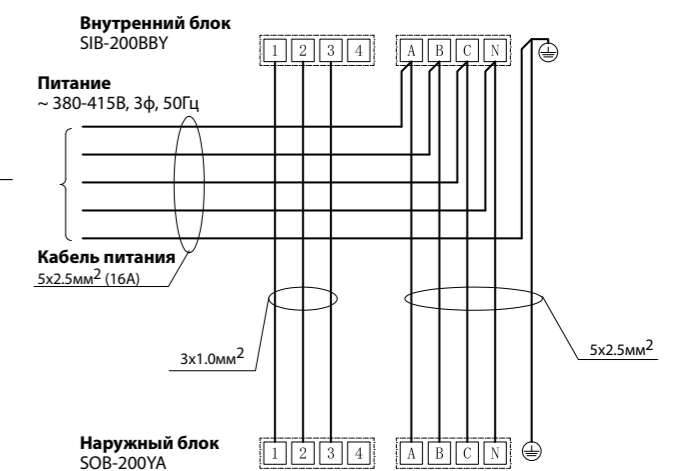 Внутренний блок
SIB-200BBY
1 2 3 4 A B C N
Питание
~ 380-415В, 3ф, 50Гц
Кабель питания
5x2.5мм2 (16А)
3x1.0мм2
5x2.5мм2
Наружный блок
SOB-200YA
1 2 3 4 A B C N